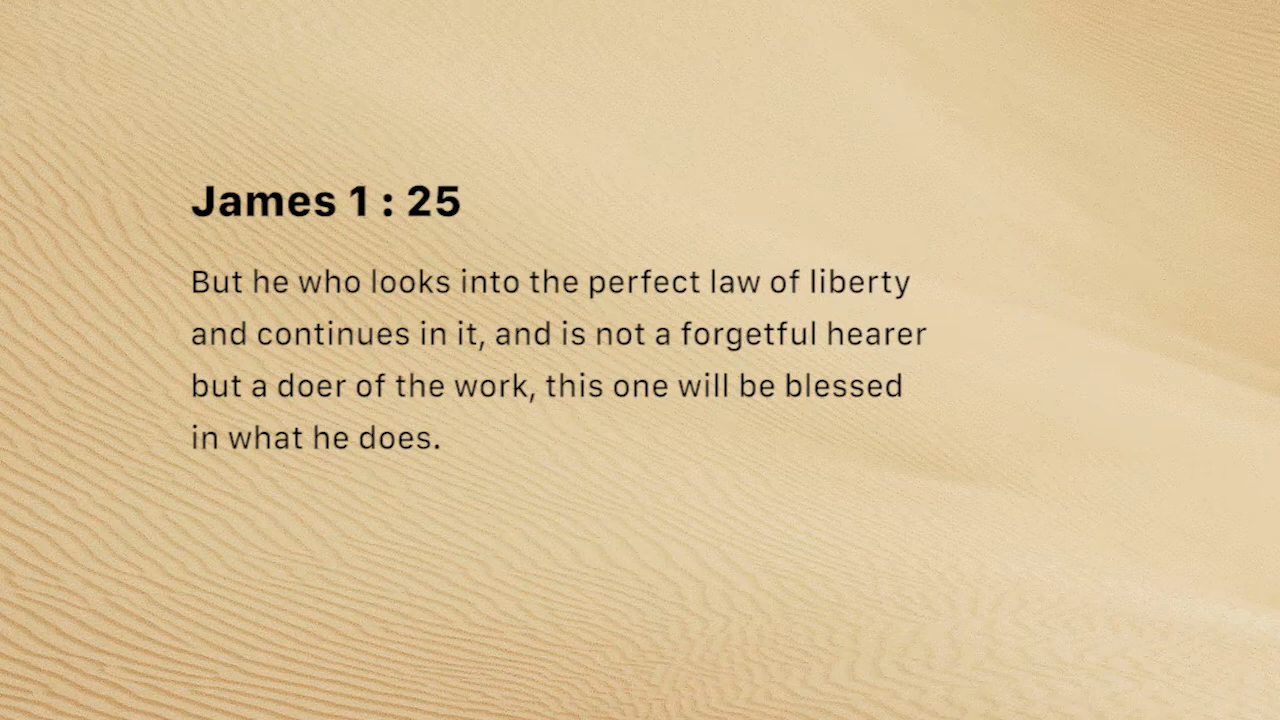 James 1 : 25
But he who looks into the perfect law of liberty
and continues in it, and is not a forgetful hearer
but a doer of the work, this one will be blessed
in what he does.